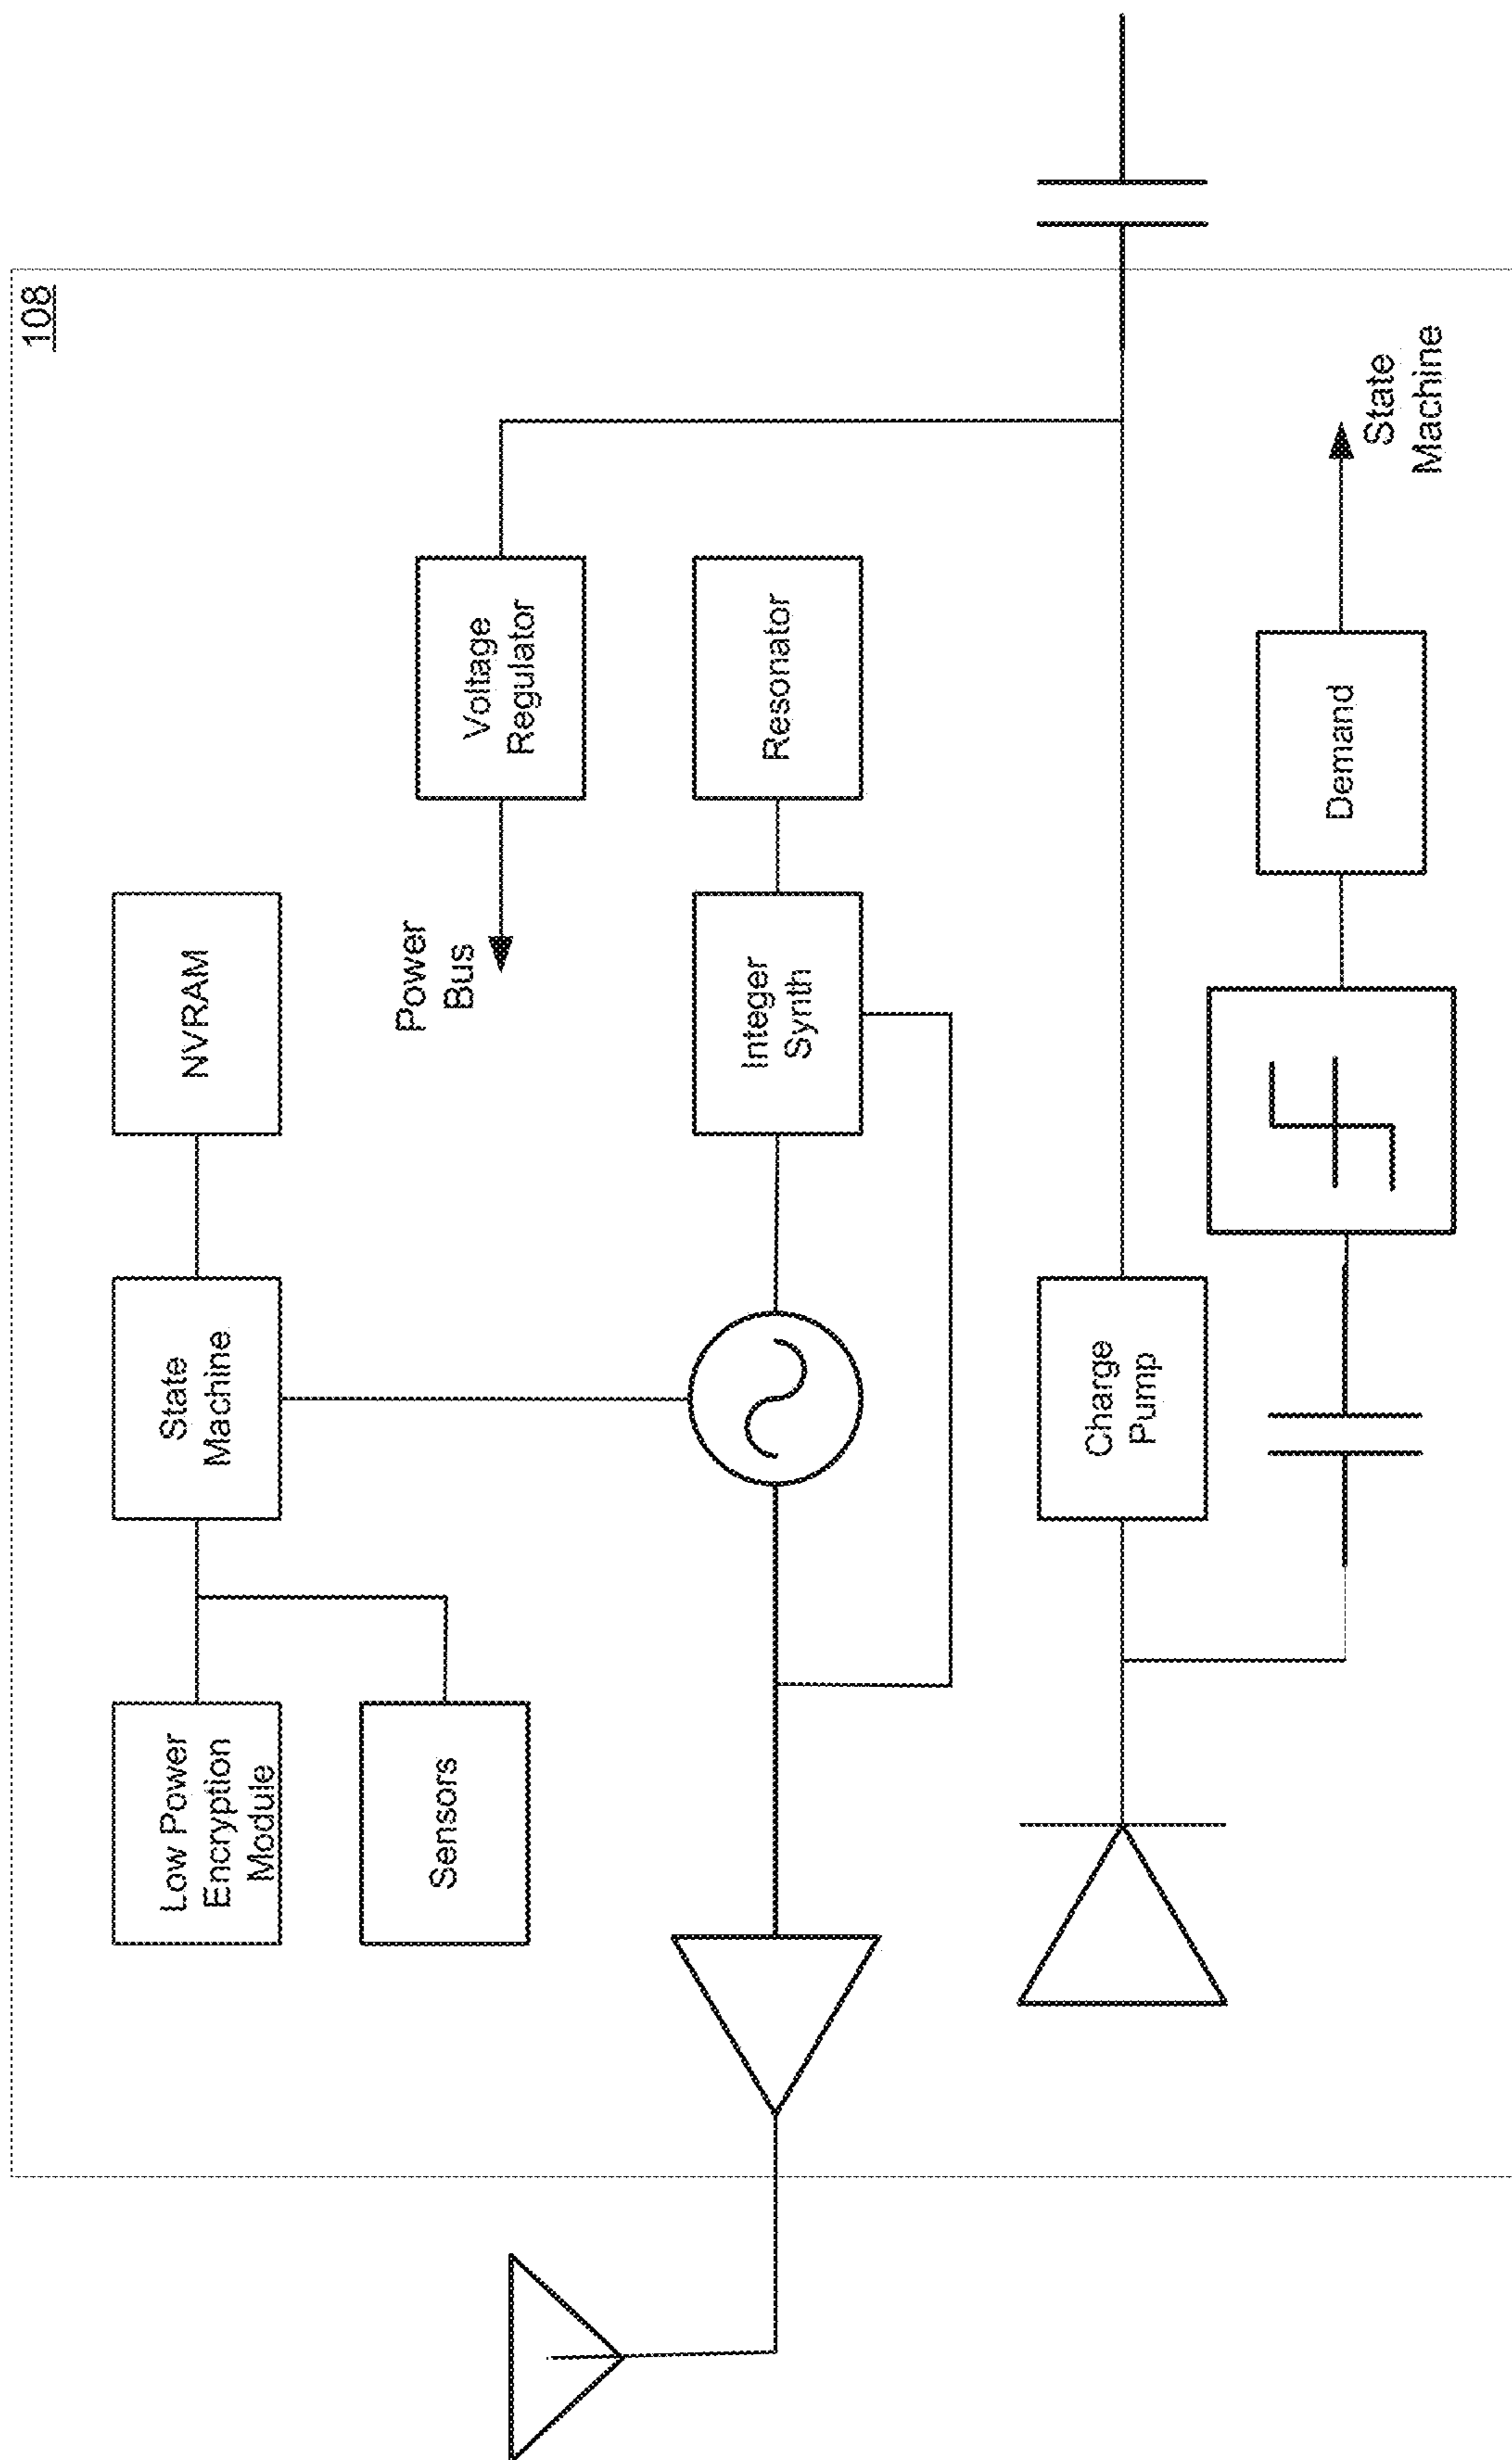 108
Low Power
Encryption
Module
State
Machine
NVRAM
Sensors
Power
Bus
Voltage
Regulator
Integer
Synth
Resonator
Charge
Pump
Demand
State
Machine